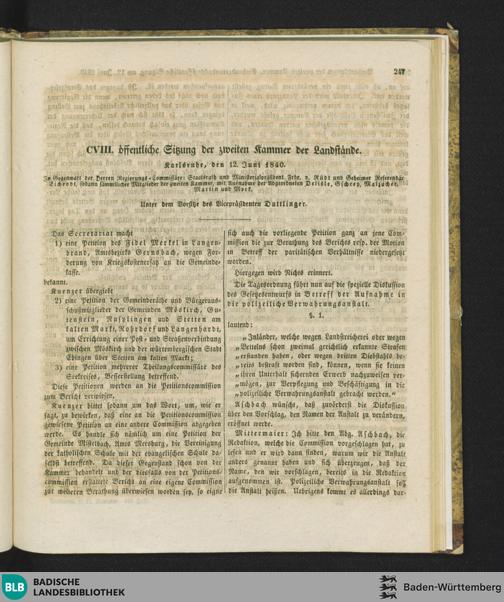 247
CVIII. öffentliche Sitzung der zweiten Kammer der Landstände.
Karlsruhe, den 12. Juni 1840.
In Gegenwart der Herren Regierungs-Commissäre: Staatsrath und Ministerialpräsident Frhr. v. Rüdt und Geheimer Referendär
Eichrodt, sodann sämmtlicher Mitglieder der zweiten Kammer, mit Ausnahme der Abgeordneten Delisle, Gschrey, Malzacher,
Martin und Mörs.
Unter dem Vorsitze des Vicepräsidenten Duttlinger.
Das Secretariat macht
1) eine Petition des Fidel Merkel in Langen-
brand, Amtsbezirks Gernsbach, wegen For-
derung von Kriegskostenersatz an die Gemeinde-
kasse.
bekannt.
Kuenzer übergiebt
2) eine Petition der Gemeinderäthe und Bürgeraus-
schußmitglieder der Gemeinden Möskirch, Gu-
tenstein, Nusplingen und Stetten am
kalten Markt, Rohrdorf und Langenhardt,
um Errichtung einer Post- und Straßenverbindung
zwischen Möskirch und der würtembergischen Stadt
Ebingen über Stetten am kalten Markt;
3) eine Petition mehrerer Theilungscommissäre des
Seekreises, Besserstellung betreffend.
Diese Petitionen werden an die Petitionscommission
zum Bericht verwiesen.
Kuenzer bittet sodann um das Wort, um, wie er
sagt, zu bewirken, daß eine an die Petitionscommission
gewiesene Petition an eine andere Commission abgegeben
werde. Es handle sich nämlich um eine Petition der
Gemeinde Mistelbach, Amts Meersburg, die Vereinigung
der katholischen Schule mit der evangelischen Schule da-
selbst betreffend. Da dieser Gegenstand schon von der
Kammer behandelt und der dießfalls von der Petitions-
commission erstattete Bericht an eine eigene Commission
zur weiteren Berathung überwiesen worden sey, so eigne
sich auch die vorliegende Petition ganz an jene Com-
mission die zur Berathung des Berichts resp. der Motion
in Betreff der paritätischen Verhältnisse niedergesetzt
worden.
Hiergegen wird Nichts erinnert.
Die Tagesordnung führt nun auf die spezielle Diskussion
des Gesetzesentwurfs in Betreff der Aufnahme in
die polizeiliche Verwahrungsanstalt.
§. 1.
lautend:
„Inländer, welche wegen Landstreicherei oder wegen
„Bettelns schon zweimal gerichtlich erkannte Strafen
„erstanden haben, oder wegen dritten Diebstahls be-
„reits bestraft worden sind, können, wenn sie keinen
„ihren Unterhalt sichernden Erwerb nachzuweisen ver-
„mögen, zur Verpflegung und Beschäftigung in die
„polizeiliche Verwahrungsanstalt gebracht werden.“
Aschbach wünscht, daß zuvörderst die Diskussion
über den Vorschlag, den Namen der Anstalt zu verändern,
eröffnet werde.
Mittermaier: Ich bitte den Abg. Aschbach, die
Redaktion, welche die Commission vorgeschlagen hat, zu
lesen und er wird dann finden, warum wir die Anstalt
anders genannt haben und sich überzeugen, daß der
Name, den wir vorschlagen, bereits in die Redaktion
aufgenommen ist. Polizeiliche Verwahrungsanstalt soll
die Anstalt heißen. Uebrigens komme es allerdings dar-
BLB
BADISCHE
LANDESBIBLIOTHEK
Baden-Württemberg